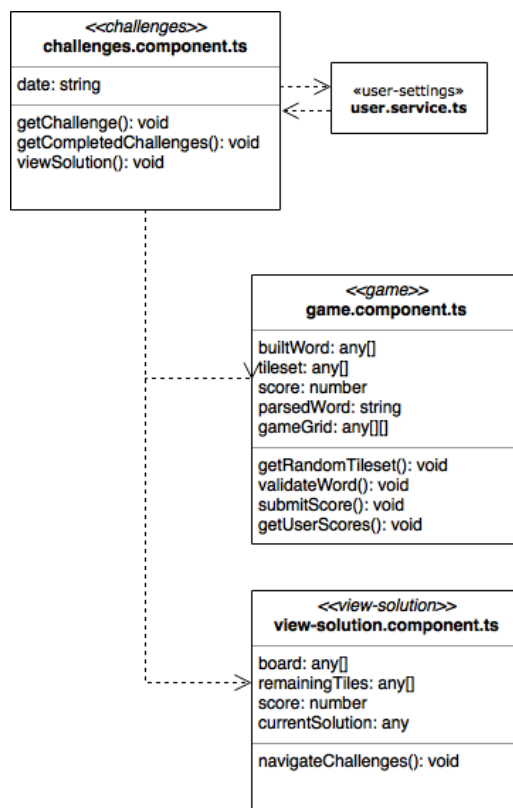 <<challenges>>
challenges.component.ts
date: string
getChallenge(): void
getCompletedChallenges(): void
viewSolution(): void
«user-settings»
user.service.ts
<<game>>
game.component.ts
builtWord: any[]
tileset: any[]
score: number
parsedWord: string
gameGrid: any[][]
getRandomTileset(): void
validateWord(): void
submitScore(): void
getUserScores(): void
<<view-solution>>
view-solution.component.ts
board: any[]
remainingTiles: any[]
score: number
currentSolution: any
navigateChallenges(): void